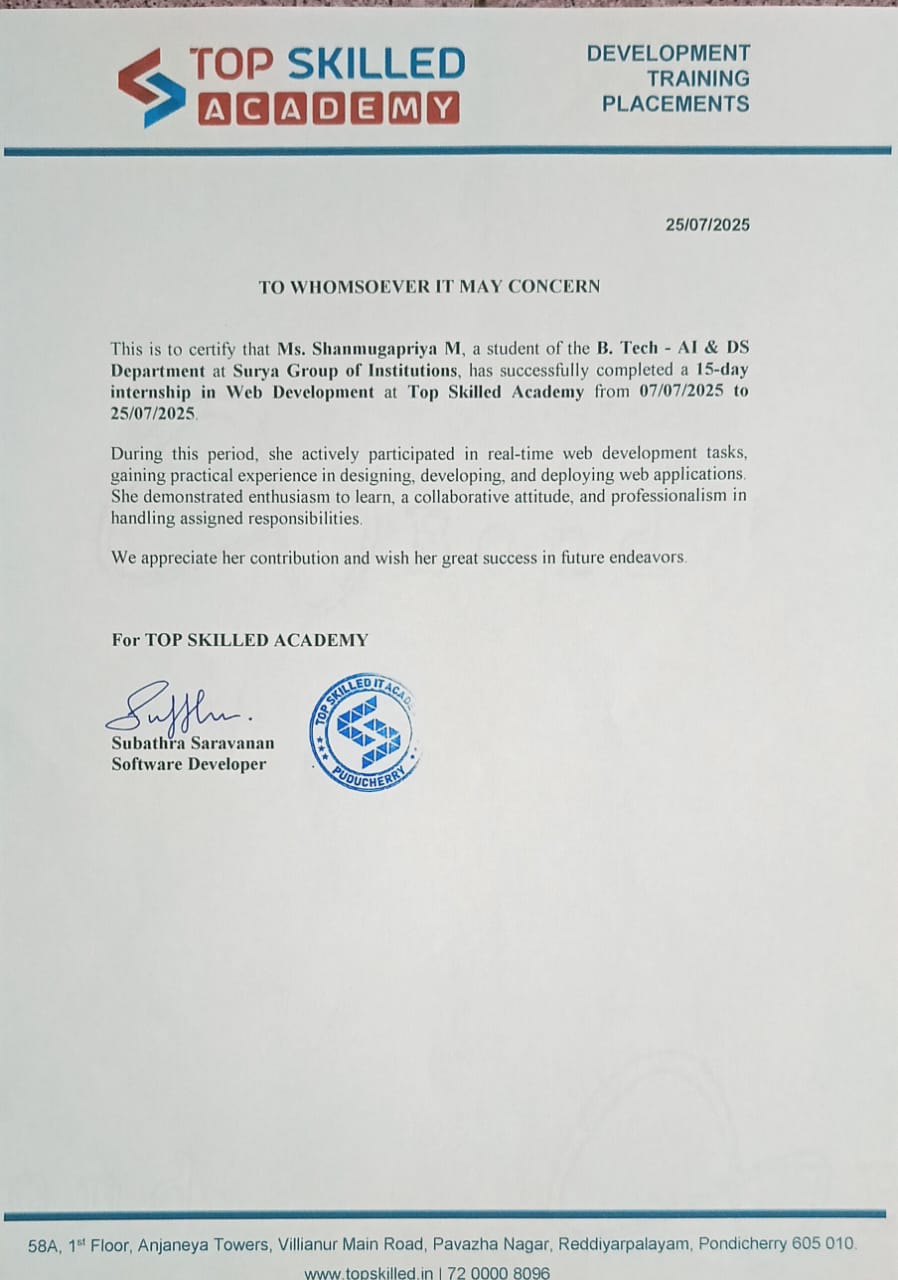 TOP SKILLED
ACADEMY
DEVELOPMENT
TRAINING
PLACEMENTS
25/07/2025
TO WHOMSOEVER IT MAY CONCERN
This is to certify that Ms. Shanmugapriya M, a student of the B. Tech - AI & DS
Department at Surya Group of Institutions, has successfully completed a 15-day
internship in Web Development at Top Skilled Academy from 07/07/2025 to
25/07/2025.
During this period, she actively participated in real-time web development tasks,
gaining practical experience in designing, developing, and deploying web applications.
She demonstrated enthusiasm to learn, a collaborative attitude, and professionalism in
handling assigned responsibilities.
We appreciate her contribution and wish her great success in future endeavors.
For TOP SKILLED ACADEMY
Subathra Saravanan
Software Developer
TOP SKILLED IT ACAD
PUDUCHERRY
58A, 1st Floor, Anjaneya Towers, Villianur Main Road, Pavazha Nagar, Reddiyarpalayam, Pondicherry 605 010.
www.topskilled.in | 72 0000 8096